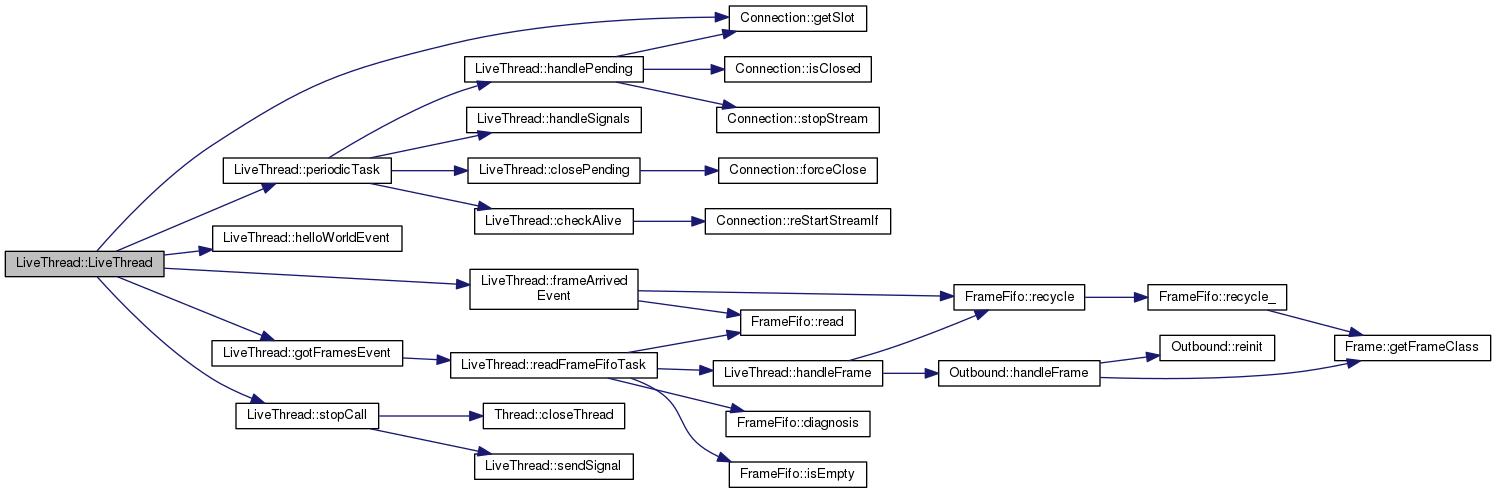 Connection::getSlot
LiveThread::handlePending
Connection::isClosed
LiveThread::handleSignals
Connection::stopStream
LiveThread::periodicTask
LiveThread::closePending
Connection::forceClose
LiveThread::checkAlive
Connection::reStartStreamIf
LiveThread::helloWorldEvent
LiveThread::LiveThread
LiveThread::frameArrived
Event
FrameFifo::recycle
FrameFifo::recycle_
FrameFifo::read
LiveThread::gotFramesEvent
LiveThread::readFrameFifoTask
LiveThread::handleFrame
Outbound::handleFrame
Outbound::reinit
Frame::getFrameClass
LiveThread::stopCall
Thread::closeThread
FrameFifo::diagnosis
LiveThread::sendSignal
FrameFifo::isEmpty